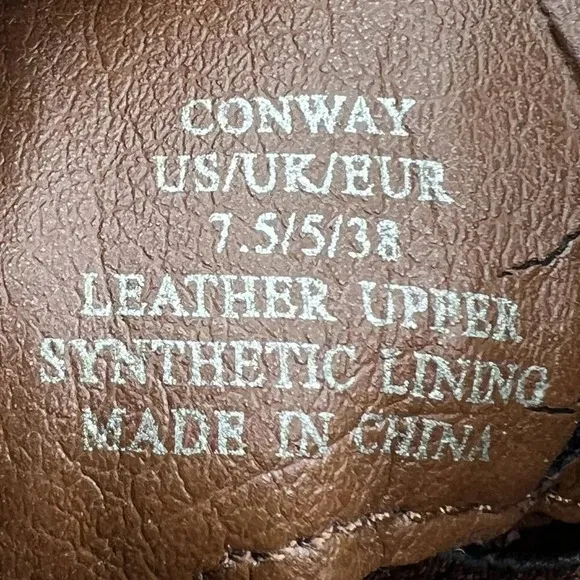 CONWAY
US/UK/EUR
7.5/5/38
LEATHER UPPER
SYNTHETIC LINING
MADE IN CHINA